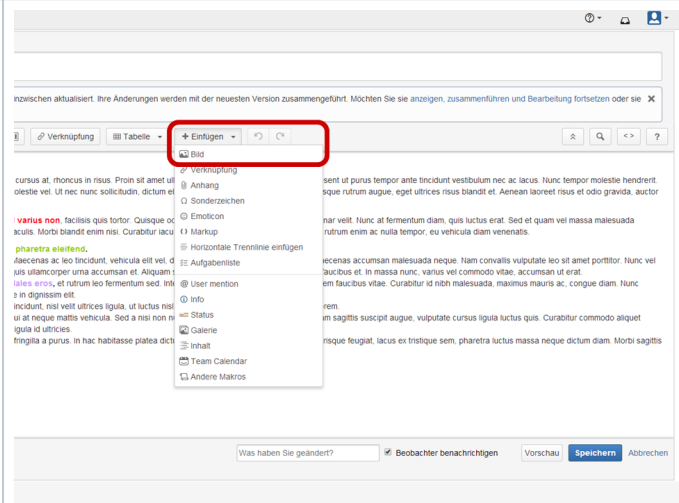 inzwischen aktualisiert. Ihre Änderungen werden mit der neuesten Version zusammengeführt. Möchten Sie sie anzeigen, zusammenführen und Bearbeitung fortsetzen oder sie
Verknüpfung Tabelle Einfügen < > ?
Bild
Verknüpfung
Anhang
Ω Sonderzeichen
Emoticon
Markup
Horizontale Trennlinie einfügen
Aufgabenliste
@ User mention
Info
Status
Galerie
Inhalt
Team Calendar
Andere Makros
cursus at, rhoncus in risus. Proin sit amet sent ut purus tempor ante tincidunt vestibulum nec ac lacus. Nunc tempor molestie hendrerit.
olestie vel. Ut nec nunc sollicitudin, dictum sque rutrum augue, eget ultrices risus blandit et. Aenean laoreet risus et odio gravida, auctor
varius non, facilisis quis tortor. Quisque nar velit. Nunc at fermentum diam, quis luctus erat. Sed et quam vel massa malesuada
aculis. Morbi blandit enim nisi. Curabitur rutrum enim ac nulla tempor, eu vehicula diam venenatis.
pharetra eleifend.
Maecenas ac leo tincidunt, vehicula elit vel, ecenas accumsan malesuada neque. Nam convallis vulputate leo sit amet porttitor. Nunc vel
quis ullamcorper urna accumsan et. Aliquam faucibus et. In massa nunc, varius vel commodo vitae, accumsan ut erat.
ales eros, et rutrum leo fermentum sed. em faucibus vitae. Curabitur id nibh malesuada, maximus mauris ac, congue diam. Nunc
e in dignissim elit.
incidunt, nisl velit ultrices ligula, ut luctus orem.
ui at neque mattis vehicula. Sed a nisi non am sagittis suscipit augue, vulputate cursus ligula luctus quis. Curabitur commodo aliquet
igula id ultricies.
fringilla a purus. In hac habitasse platea risque feugiat, lacus ex tristique sem, pharetra luctus massa neque dictum diam. Morbi sagittis
Was haben Sie geändert? Beobachter benachrichtigen Vorschau Speichern Abbrechen